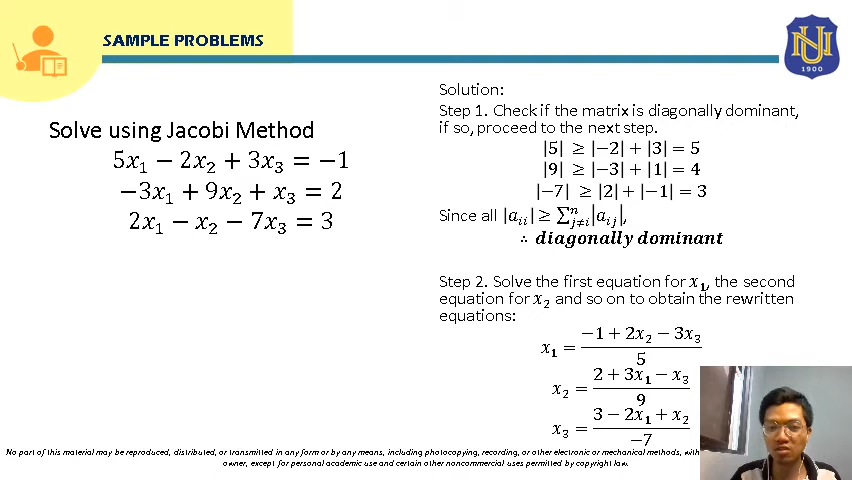 SAMPLE PROBLEMS
NU
1900
Solve using Jacobi Method
5x₁ − 2x₂ + 3x₃ = −1
−3x₁ + 9x₂ + x₃ = 2
2x₁ − x₂ − 7x₃ = 3
Solution:
Step 1. Check if the matrix is diagonally dominant,
if so, proceed to the next step.
|5| ≥ |−2| + |3| = 5
|9| ≥ |−3| + |1| = 4
|−7| ≥ |2| + |−1| = 3
Since all |aᵢᵢ| ≥ ∑ⁿⱼ≠ᵢ|aᵢⱼ|,
∴ diagonally dominant
Step 2. Solve the first equation for x₁, the second
equation for x₂ and so on to obtain the rewritten
equations:
x₁ = (−1 + 2x₂ − 3x₃)/5
x₂ = (2 + 3x₁ − x₃)/9
x₃ = (3 − 2x₁ + x₂)/−7
No part of this material may be reproduced, distributed, or transmitted in any form or by any means, including photocopying, recording, or other electronic or mechanical methods, with
owner, except for personal academic use and certain other noncommercial uses permitted by copyright law.